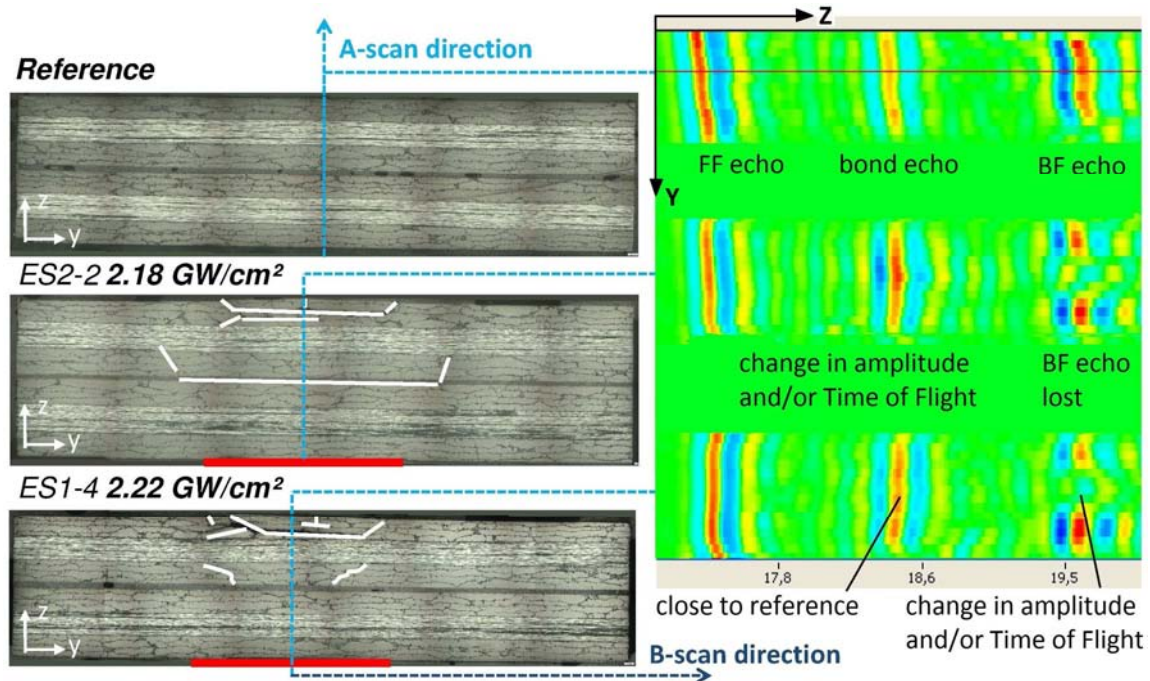 A-scan direction
Z
Reference
FF echo
bond echo
BF echo
Y
z
y
ES2-2 2.18 GW/cm²
change in amplitude
and/or Time of Flight
BF echo
lost
z
y
ES1-4 2.22 GW/cm²
z
y
17,8
18,6
19,5
close to reference
change in amplitude
and/or Time of Flight
B-scan direction